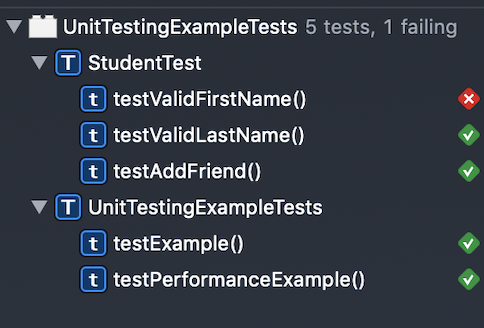 UnitTestingExampleTests 5 tests, 1 failing
T StudentTest
t testValidFirstName()
t testValidLastName()
t testAddFriend()
T UnitTestingExampleTests
t testExample()
t testPerformanceExample()